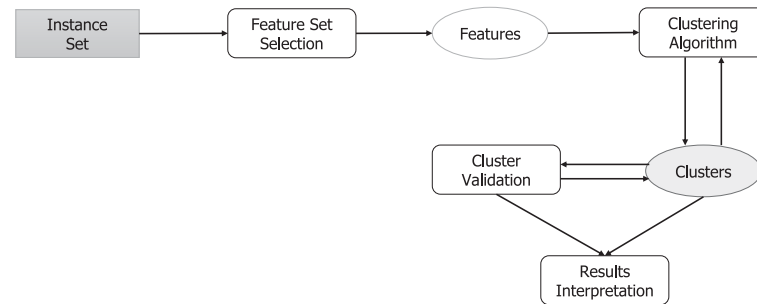 Instance
Set
Feature Set
Selection
Features
Clustering
Algorithm
Cluster
Validation
Clusters
Results
Interpretation